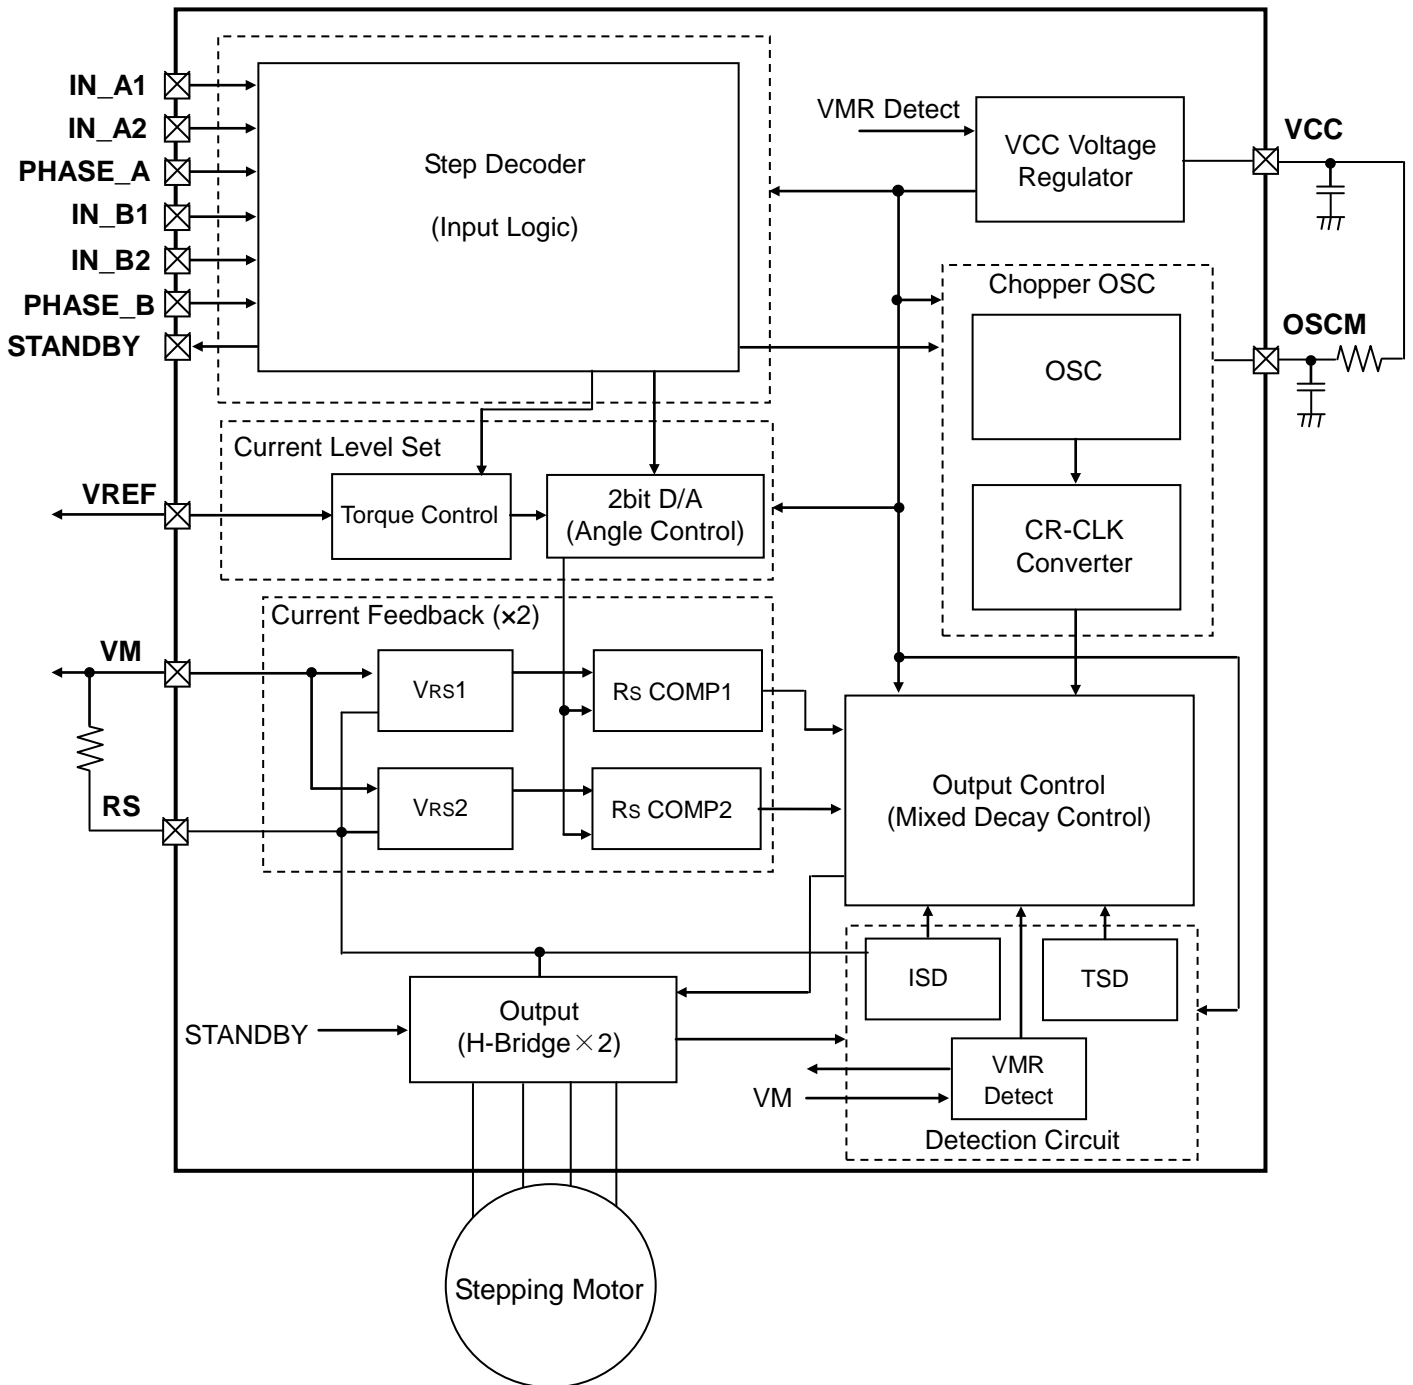 IN_A1
IN_A2
PHASE_A
IN_B1
IN_B2
PHASE_B
STANDBY
Step Decoder
(Input Logic)
VMR Detect
VCC Voltage
Regulator
VCC
Chopper OSC
OSC
CR-CLK
Converter
OSCM
Current Level Set
VREF
Torque Control
2bit D/A
(Angle Control)
Current Feedback (×2)
VM
VRS1
RS COMP1
VRS2
RS COMP2
RS
Output Control
(Mixed Decay Control)
STANDBY
Output
(H-Bridge×2)
ISD
TSD
VM
VMR
Detect
Detection Circuit
Stepping Motor